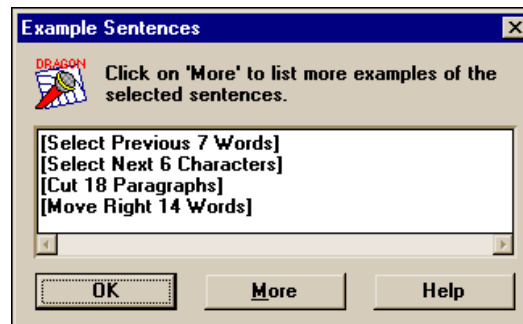 Example Sentences
DRAGON
Click on 'More' to list more examples of the
selected sentences.
[Select Previous 7 Words]
[Select Next 6 Characters]
[Cut 18 Paragraphs]
[Move Right 14 Words]
OK More Help